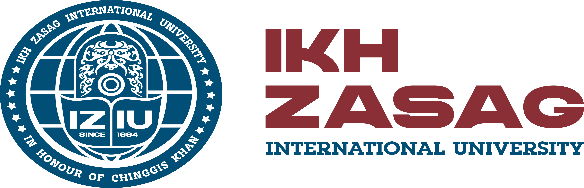 IKH ZASAG INTERNATIONAL UNIVERSITY
IZ IU
SINCE 1994
IN HONOUR OF CHINGGIS KHAN
IKH
ZASAG
INTERNATIONAL UNIVERSITY